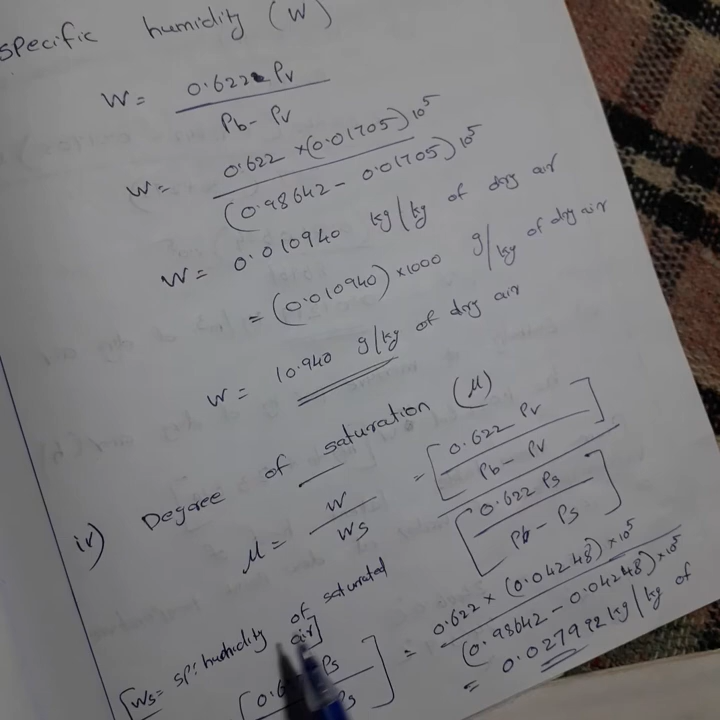 specific humidity (W)
W = 0.622 Pv / Pb - Pv
W = 0.622 x (0.01705) 10^5 / (0.98642 - 0.01705) 10^5
W = 0.010940 kg/kg of dry air
= (0.010940) x 1000 g/kg of dry air
W = 10.940 g/kg of dry air
iv) Degree of saturation (μ)
μ = W / Ws = [0.622 Pv / Pb - Pv] / [0.622 Ps / Pb - Ps]
[Ws = sp. humidity of saturated air]
= 0.622 x (0.04248) x 10^5 / (0.98642 - 0.04248) x 10^5
= 0.027992 kg/kg of